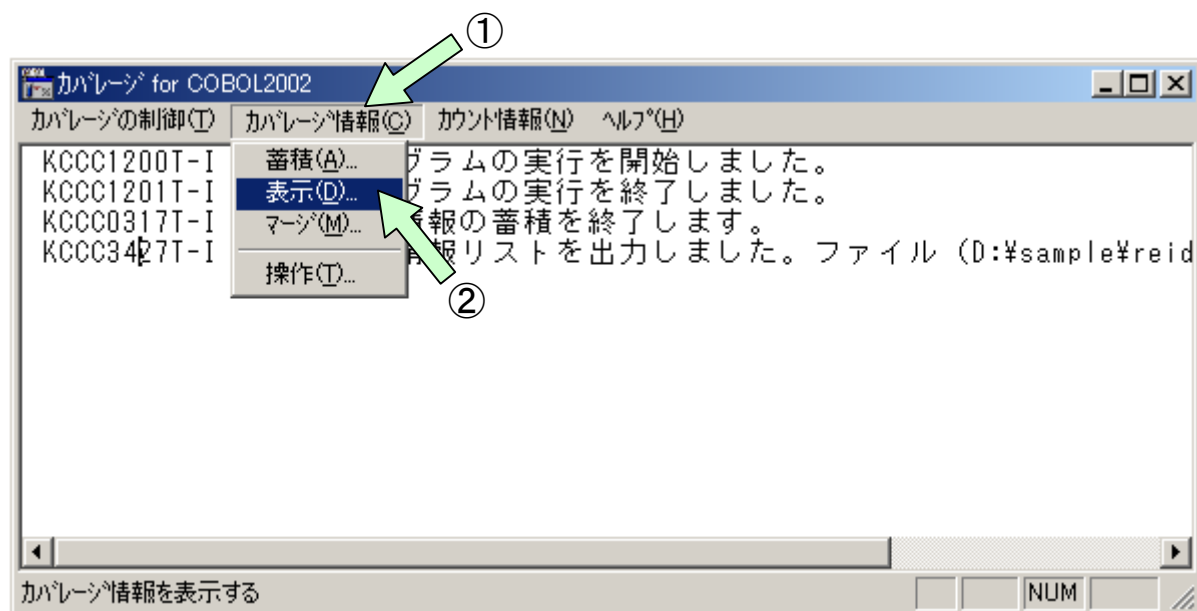 ①
カバレージ for COBOL2002
カバレージの制御(T) カバレージ情報(C) カウント情報(N) ヘルプ(H)
KCCC1200T-I グラムの実行を開始しました。
KCCC1201T-I グラムの実行を終了しました。
KCCC0317T-I 情報の蓄積を終了します。
KCCC3427T-I 情報リストを出力しました。ファイル (D:¥sample¥reid
蓄積(A)...
表示(D)...
マージ(M)...
操作(T)...
②
カバレージ情報を表示する
NUM